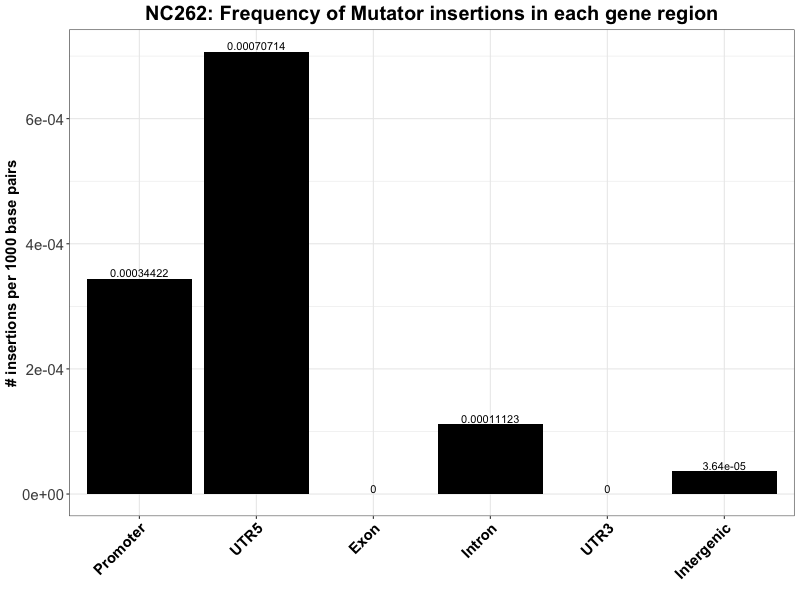 NC262: Frequency of Mutator insertions in each gene region
# insertions per 1000 base pairs
6e-04
4e-04
2e-04
0e+00
0.00034422
0.00070714
0
0.00011123
0
3.64e-05
Promoter
UTR5
Exon
Intron
UTR3
Intergenic